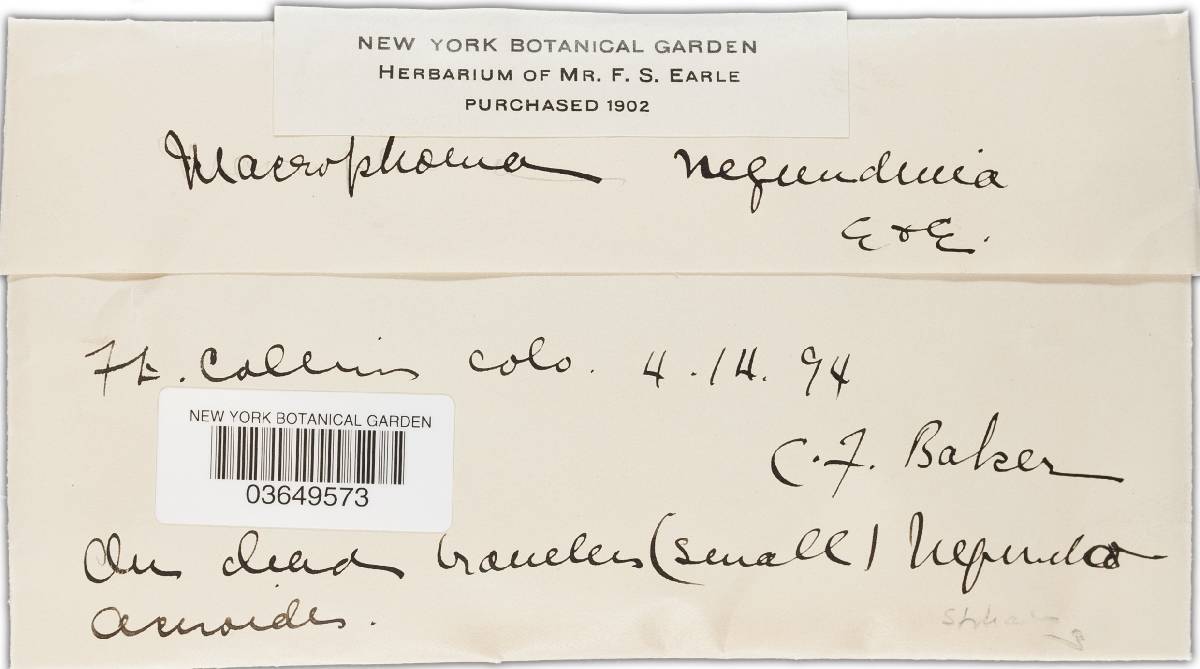 NEW YORK BOTANICAL GARDEN
HERBARIUM OF MR. F. S. EARLE
PURCHASED 1902
Macrophoma Negundinia
E & E.
Ft. Collins Colo. 4.14.94
NEW YORK BOTANICAL GARDEN
03649573
C. F. Baker
On dead branches (small) Negundo
aceroides.